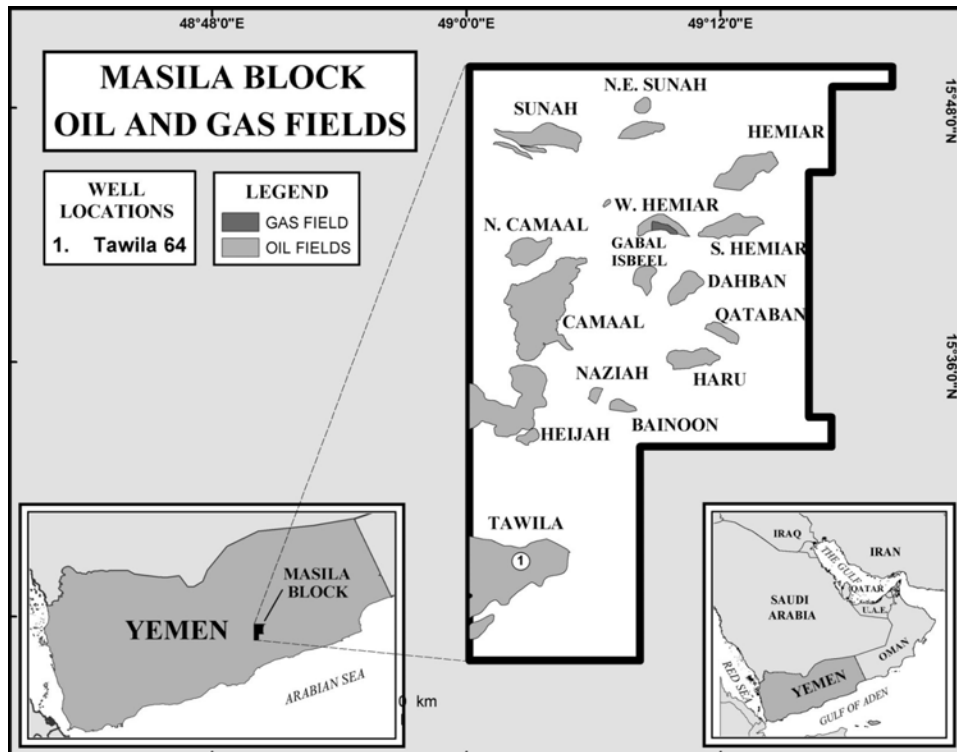 48°48'0"E
49°0'0"E
49°12'0"E
MASILA BLOCK
OIL AND GAS FIELDS
WELL
LOCATIONS
1. Tawila 64
LEGEND
GAS FIELD
OIL FIELDS
15°48'0"N
15°36'0"N
N.E. SUNAH
SUNAH
HEMIAR
W. HEMIAR
N. CAMAAL
S. HEMIAR
GABAL
ISBEEL
DAHBAN
CAMAAL
QATABAN
NAZIAH
HARU
HEIJAH
BAINOON
TAWILA
1
MASILA
BLOCK
YEMEN
ARABIAN SEA
0 km
IRAQ
IRAN
THE GULF
QATAR
SAUDI
ARABIA
U.A.E.
OMAN
RED SEA
YEMEN
GULF OF ADEN